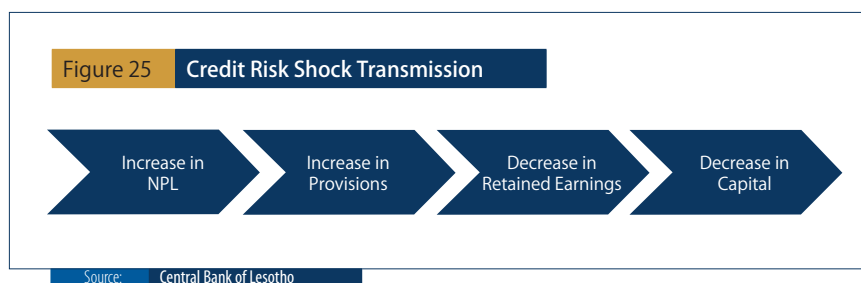 Figure 25 Credit Risk Shock Transmission
Increase in
NPL
Increase in
Provisions
Decrease in
Retained Earnings
Decrease in
Capital
Source: Central Bank of Lesotho